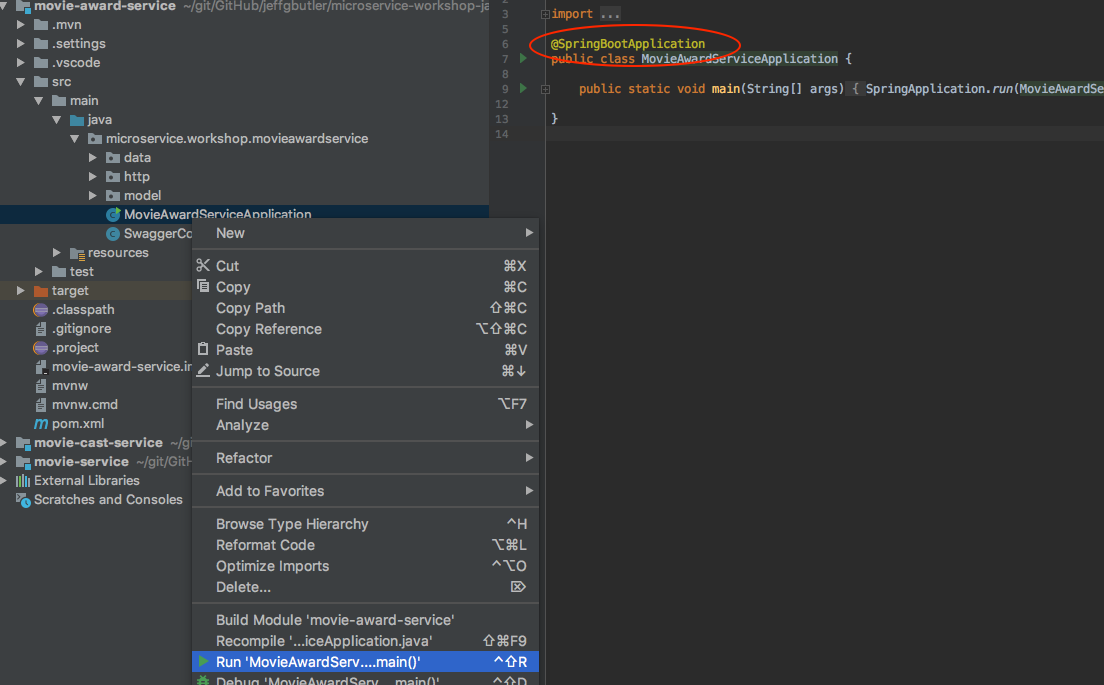 movie-award-service ~/git/GitHub/jeffgbutler/microservice-workshop-ja
.mvn
.settings
.vscode
src
main
java
microservice.workshop.movieawardservice
data
http
model
MovieAwardServiceApplication
SwaggerCo
resources
test
target
.classpath
.gitignore
.project
movie-award-service.in
mvnw
mvnw.cmd
pom.xml
movie-cast-service ~/gi
movie-service ~/git/GitH
External Libraries
Scratches and Consoles
New
Cut ⌘X
Copy ⌘C
Copy Path ⇧⌘C
Copy Reference ⌥⇧⌘C
Paste ⌘V
Jump to Source ⌘↓
Find Usages ⌥F7
Analyze
Refactor
Add to Favorites
Browse Type Hierarchy ^H
Reformat Code ⌥⌘L
Optimize Imports ^⌥O
Delete... ⌦
Build Module 'movie-award-service'
Recompile '...iceApplication.java' ⇧⌘F9
Run 'MovieAwardServ....main()' ^⇧R
Debug 'MovieAwardServ....main()' ^⇧D
3 import ...
5
6 @SpringBootApplication
7 public class MovieAwardServiceApplication {
8
9 public static void main(String[] args) { SpringApplication.run(MovieAwardSe
12
13 }
14